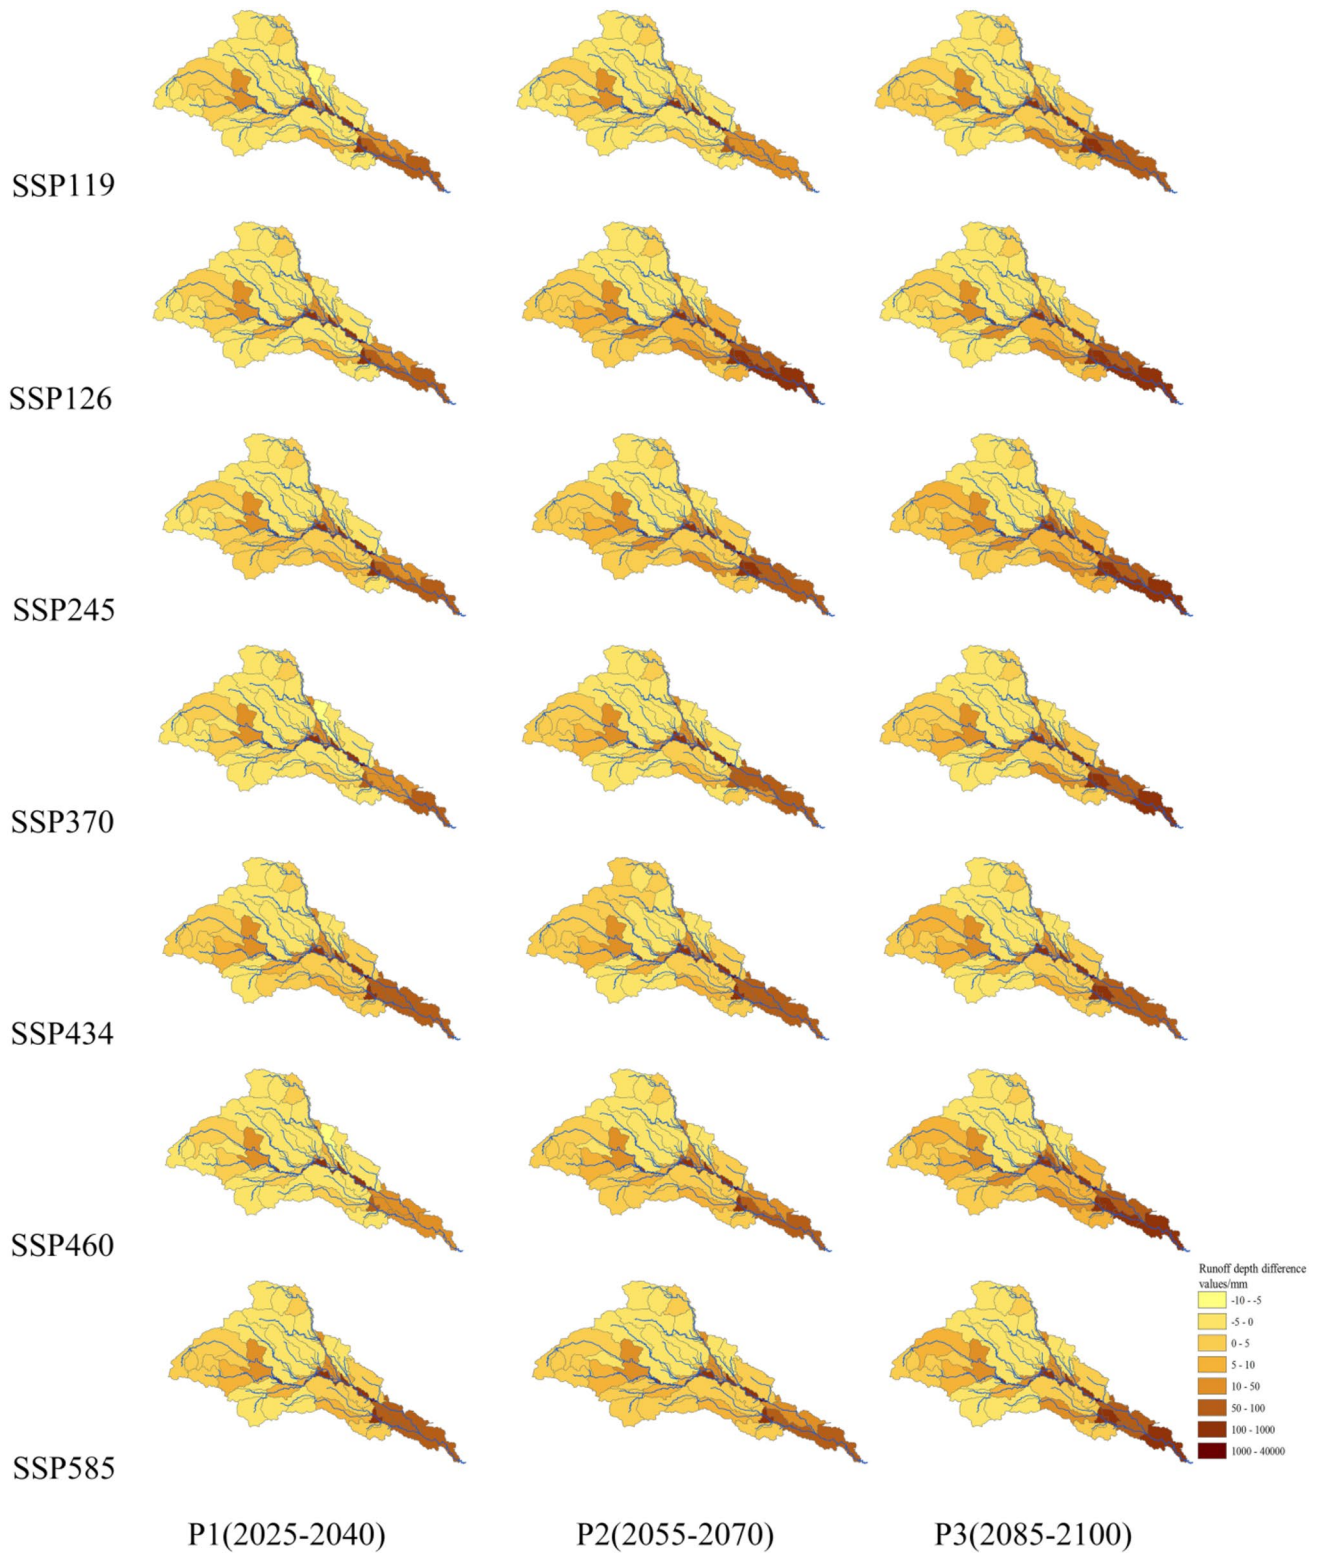 SSP119
SSP126
SSP245
SSP370
SSP434
SSP460
Runoff depth difference
values/mm
-10 - -5
-5 - 0
0 - 5
5 - 10
10 - 50
50 - 100
100 - 1000
1000 - 40000
SSP585
P1(2025-2040) P2(2055-2070) P3(2085-2100)